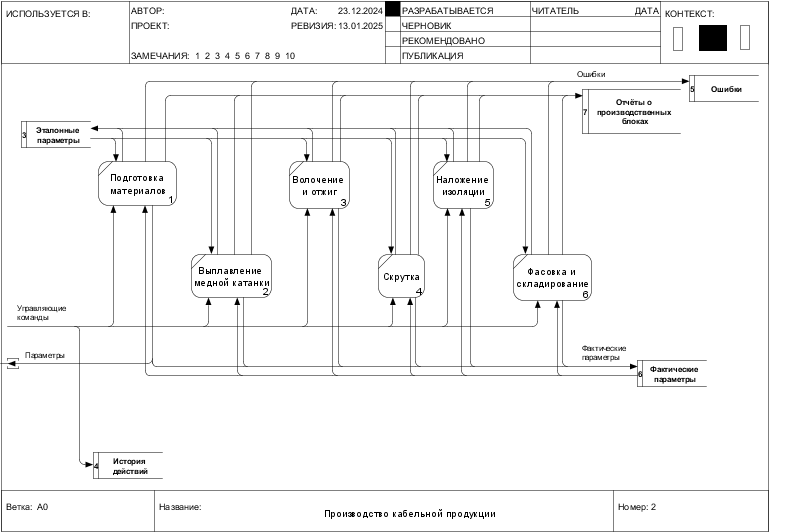 ИСПОЛЬЗУЕТСЯ В:
АВТОР:
ДАТА: 23.12.2024
РАЗРАБАТЫВАЕТСЯ
ЧИТАТЕЛЬ
ДАТА
КОНТЕКСТ:
ПРОЕКТ:
РЕВИЗИЯ: 13.01.2025
ЧЕРНОВИК
РЕКОМЕНДОВАНО
ЗАМЕЧАНИЯ: 1 2 3 4 5 6 7 8 9 10
ПУБЛИКАЦИЯ
Ошибки
5
Ошибки
7
Отчёты о
производственных
блоках
3
Эталонные
параметры
Подготовка
материалов
1
Волочение
и отжиг
3
Наложение
изоляции
5
Выплавление
медной катанки
2
Скрутка
4
Фасовка и
складирование
6
Управляющие
команды
Параметры
Фактические
параметры
6
Фактические
параметры
4
История
действий
Ветка: A0
Название:
Производство кабельной продукции
Номер: 2